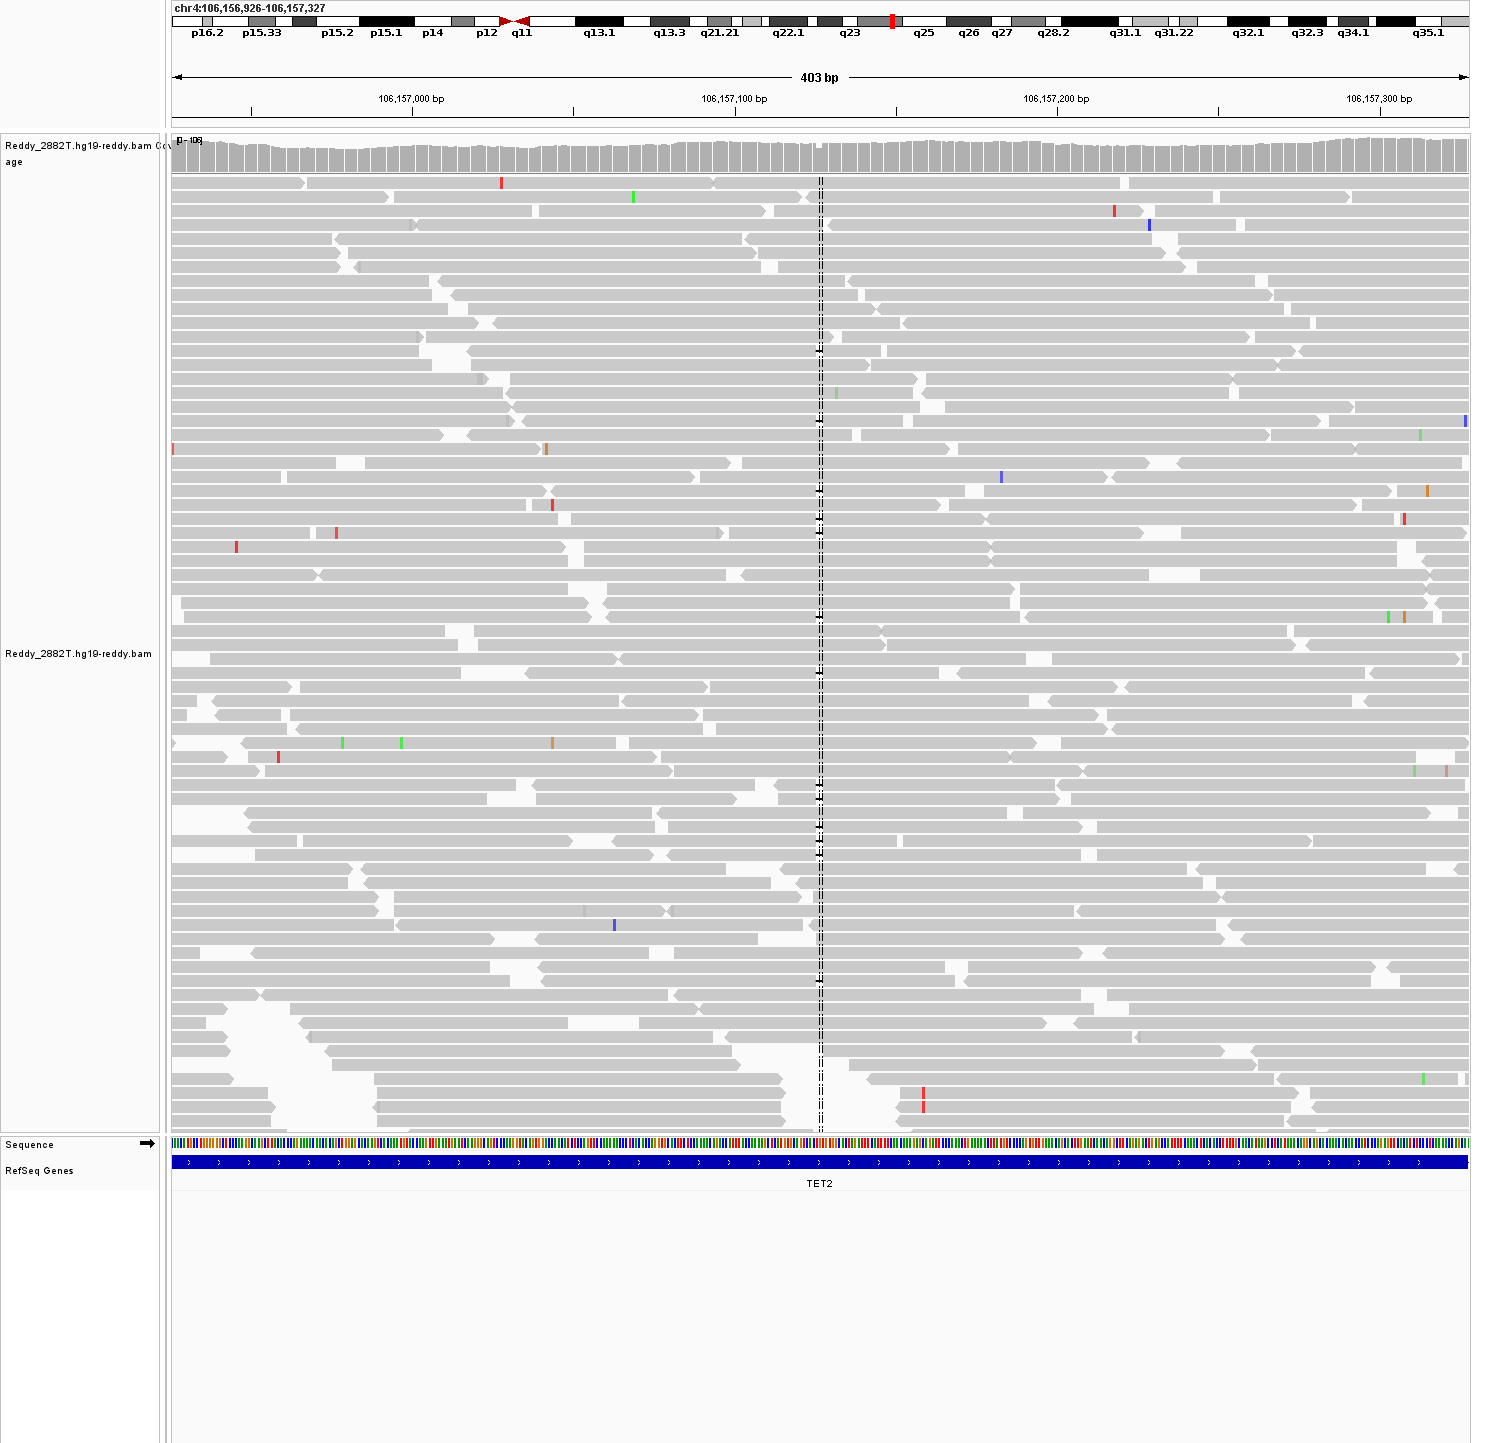 chr4:106,156,926-106,157,327
p16.2 p15.33 p15.2 p15.1 p14 p12 q11 q13.1 q13.3 q21.21 q22.1 q23 q25 q26 q27 q28.2 q31.1 q31.22 q32.1 q32.3 q34.1 q35.1
403 bp
106,157,000 bp 106,157,100 bp 106,157,200 bp 106,157,300 bp
[0 - 106]
Reddy_2882T.hg19-reddy.bam Cov
age
Reddy_2882T.hg19-reddy.bam
Sequence
RefSeq Genes
TET2